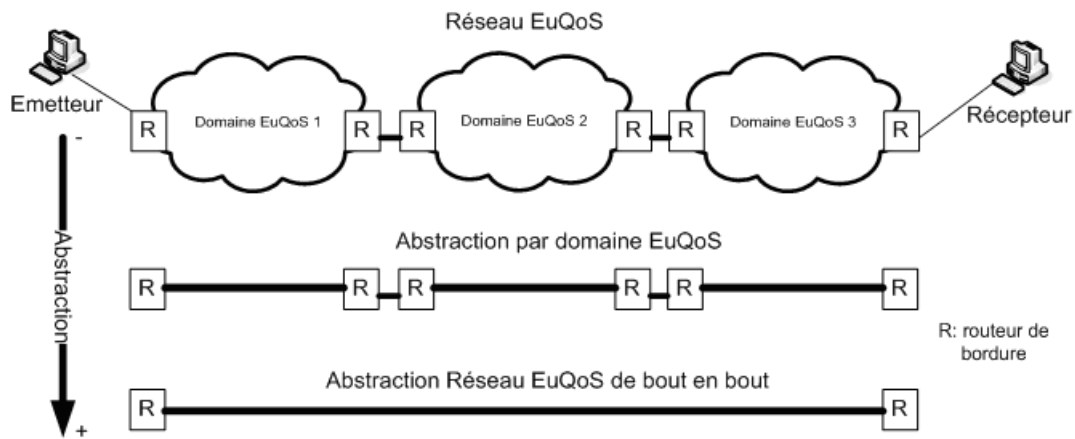 Réseau EuQoS
Emetteur
Récepteur
R
Domaine EuQoS 1
R
R
Domaine EuQoS 2
R
R
Domaine EuQoS 3
R
-
Abstraction
+
Abstraction par domaine EuQoS
R
R
R
R
R
R
R: routeur de
bordure
Abstraction Réseau EuQoS de bout en bout
R
R